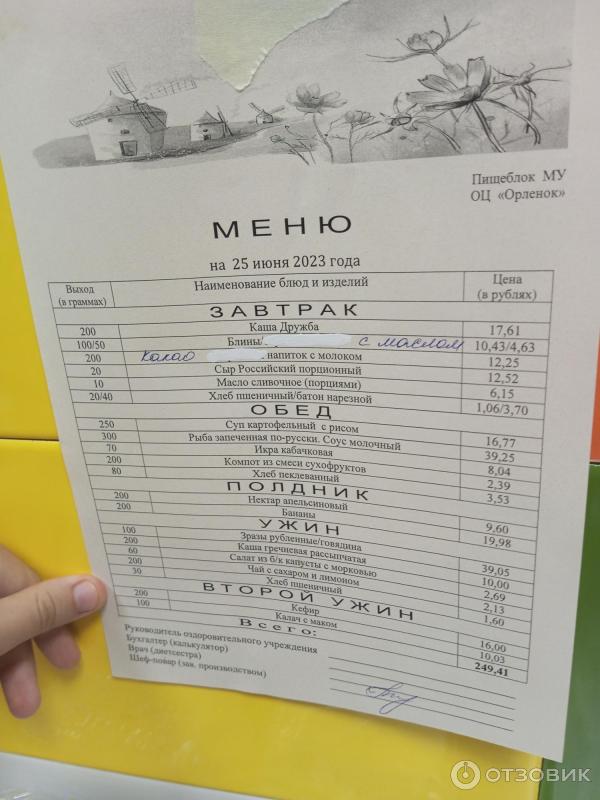 Пищеблок МУ
ОЦ «Орленок»
МЕНЮ
на 25 июня 2023 года
Выход (в граммах) Наименование блюд и изделий Цена (в рублях)
ЗАВТРАК
200 Каша Дружба 17,61
100/50 Блины/ с маслом 10,43/4,63
200 Какао напиток с молоком 12,25
20 Сыр Российский порционный 12,52
10 Масло сливочное (порциями) 6,15
20/40 Хлеб пшеничный/батон нарезной 1,06/3,70
ОБЕД
250 Суп картофельный с рисом 16,77
300 Рыба запеченная по-русски. Соус молочный 39,25
70 Икра кабачковая 8,04
200 Компот из смеси сухофруктов 2,39
80 Хлеб пеклеванный 3,53
ПОЛДНИК
200 Нектар апельсиновый 9,60
200 Бананы 19,98
УЖИН
100 Зразы рубленные/говядина 39,05
200 Каша гречневая рассыпчатая 10,00
60 Салат из б/к капусты с морковью 2,69
200 Чай с сахаром и лимоном 2,13
30 Хлеб пшеничный 1,60
ВТОРОЙ УЖИН
200 Кефир 16,00
100 Калач с маком 10,03
Всего: 249,41
Руководитель оздоровительного учреждения
Бухгалтер (калькулятор)
Врач (диетсестра)
Шеф-повар (зав. производством)
ОТЗОВИК